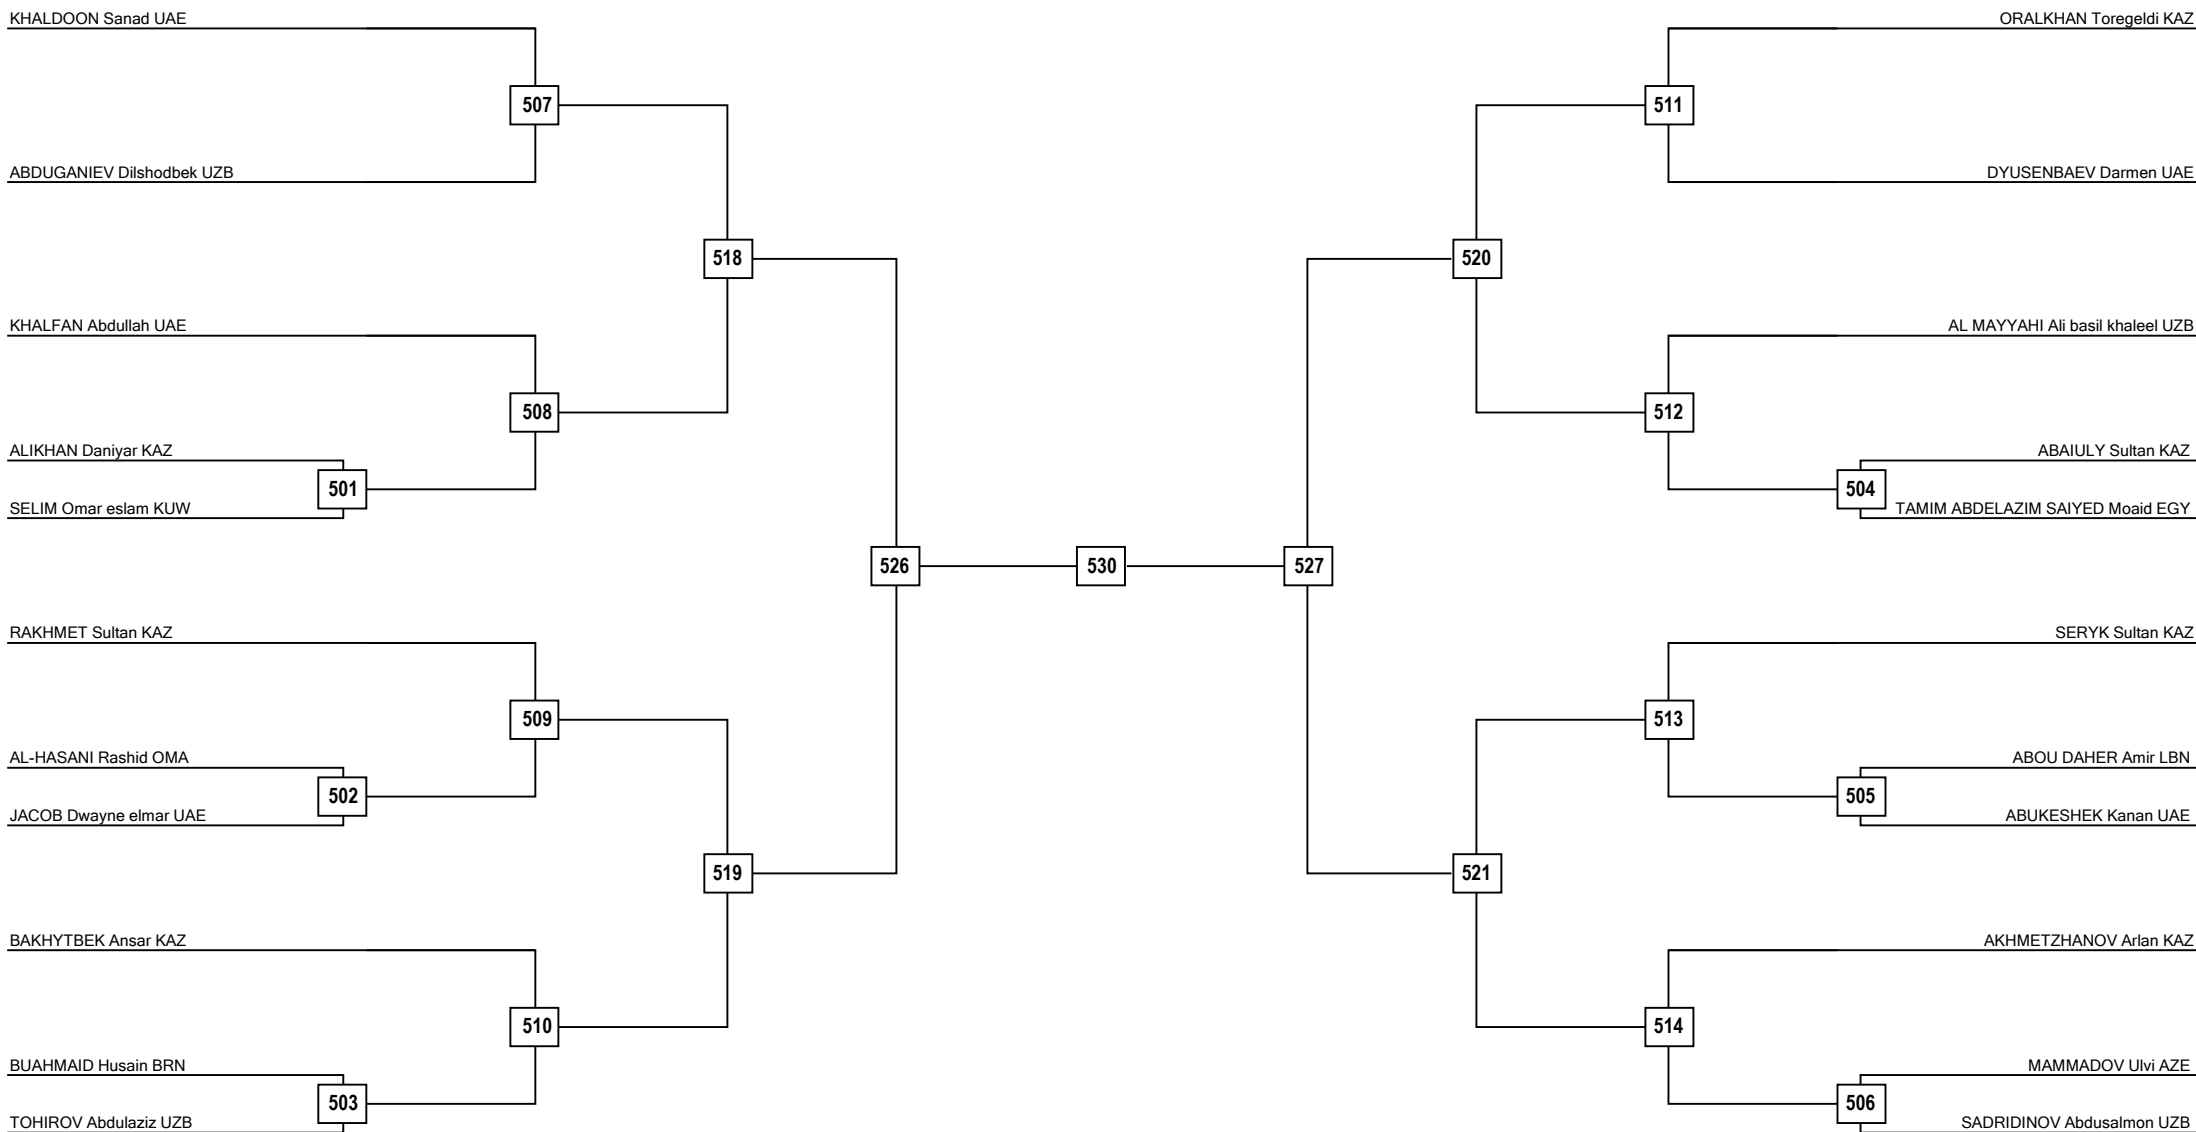 KHALDOON Sanad UAE
ORALKHAN Toregeldi KAZ
507
511
ABDUGANIEV Dilshodbek UZB
DYUSENBAEV Darmen UAE
518
520
KHALFAN Abdullah UAE
AL MAYYAHI Ali basil khaleel UZB
508
512
ALIKHAN Daniyar KAZ
ABAIULY Sultan KAZ
501
504
SELIM Omar eslam KUW
TAMIM ABDELAZIM SAIYED Moaid EGY
526
530
527
RAKHMET Sultan KAZ
SERYK Sultan KAZ
509
513
AL-HASANI Rashid OMA
ABOU DAHER Amir LBN
502
505
JACOB Dwayne elmar UAE
ABUKESHEK Kanan UAE
519
521
BAKHYTBEK Ansar KAZ
AKHMETZHANOV Arlan KAZ
510
514
BUAHMAID Husain BRN
MAMMADOV Ulvi AZE
503
506
TOHIROV Abdulaziz UZB
SADRIDINOV Abdusalmon UZB